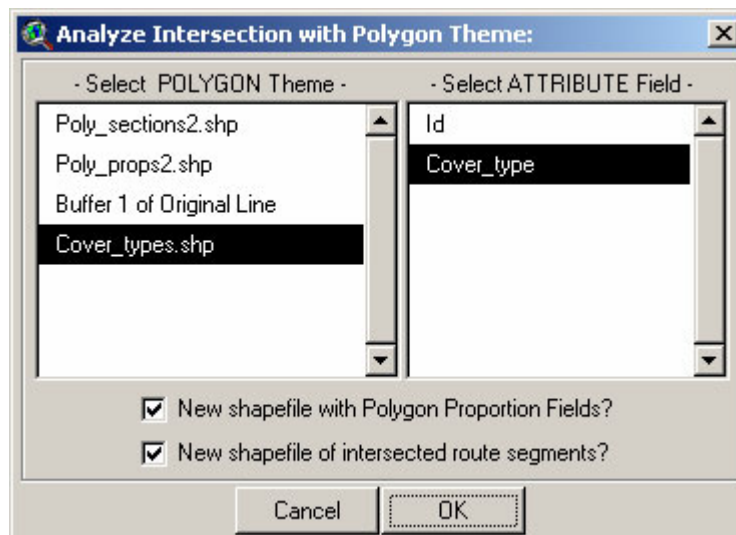 Analyze Intersection with Polygon Theme:
- Select POLYGON Theme -
Poly_sections2.shp
Poly_props2.shp
Buffer 1 of Original Line
Cover_types.shp
- Select ATTRIBUTE Field -
Id
Cover_type
New shapefile with Polygon Proportion Fields?
New shapefile of intersected route segments?
Cancel
OK